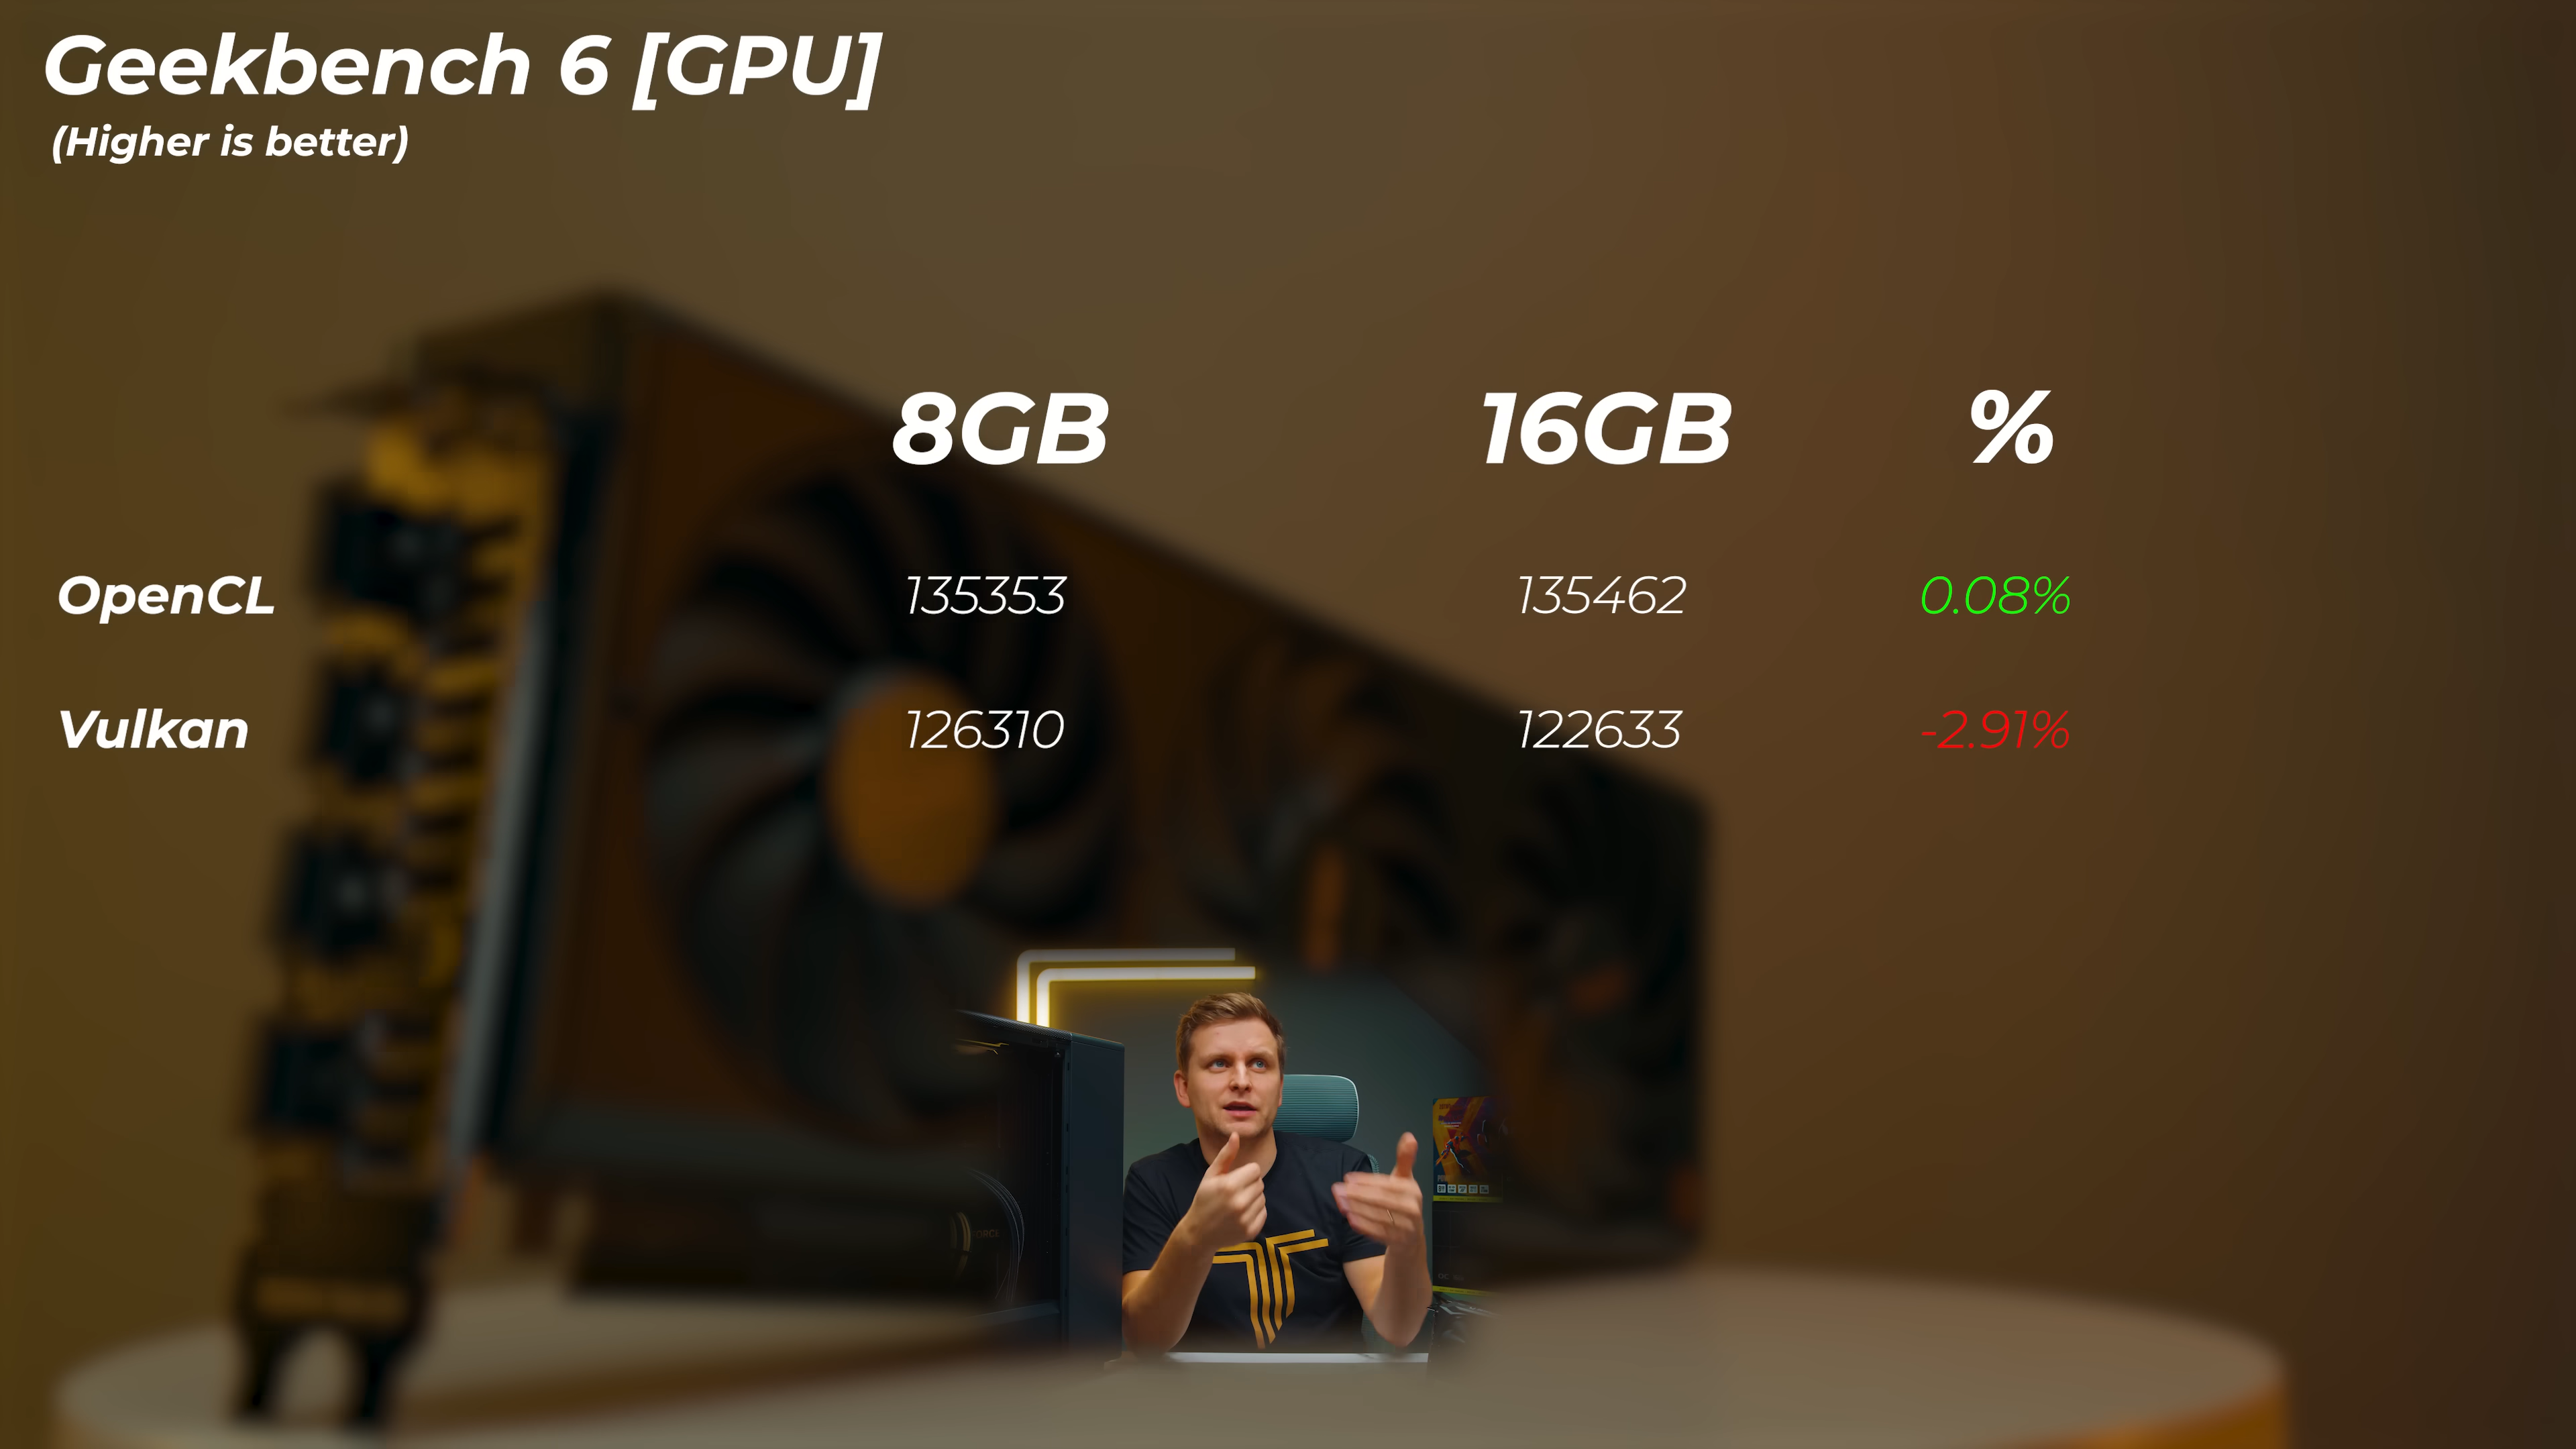 Geekbench 6 [GPU]
(Higher is better)
8GB 16GB %
OpenCL 135353 135462 0.08%
Vulkan 126310 122633 -2.91%